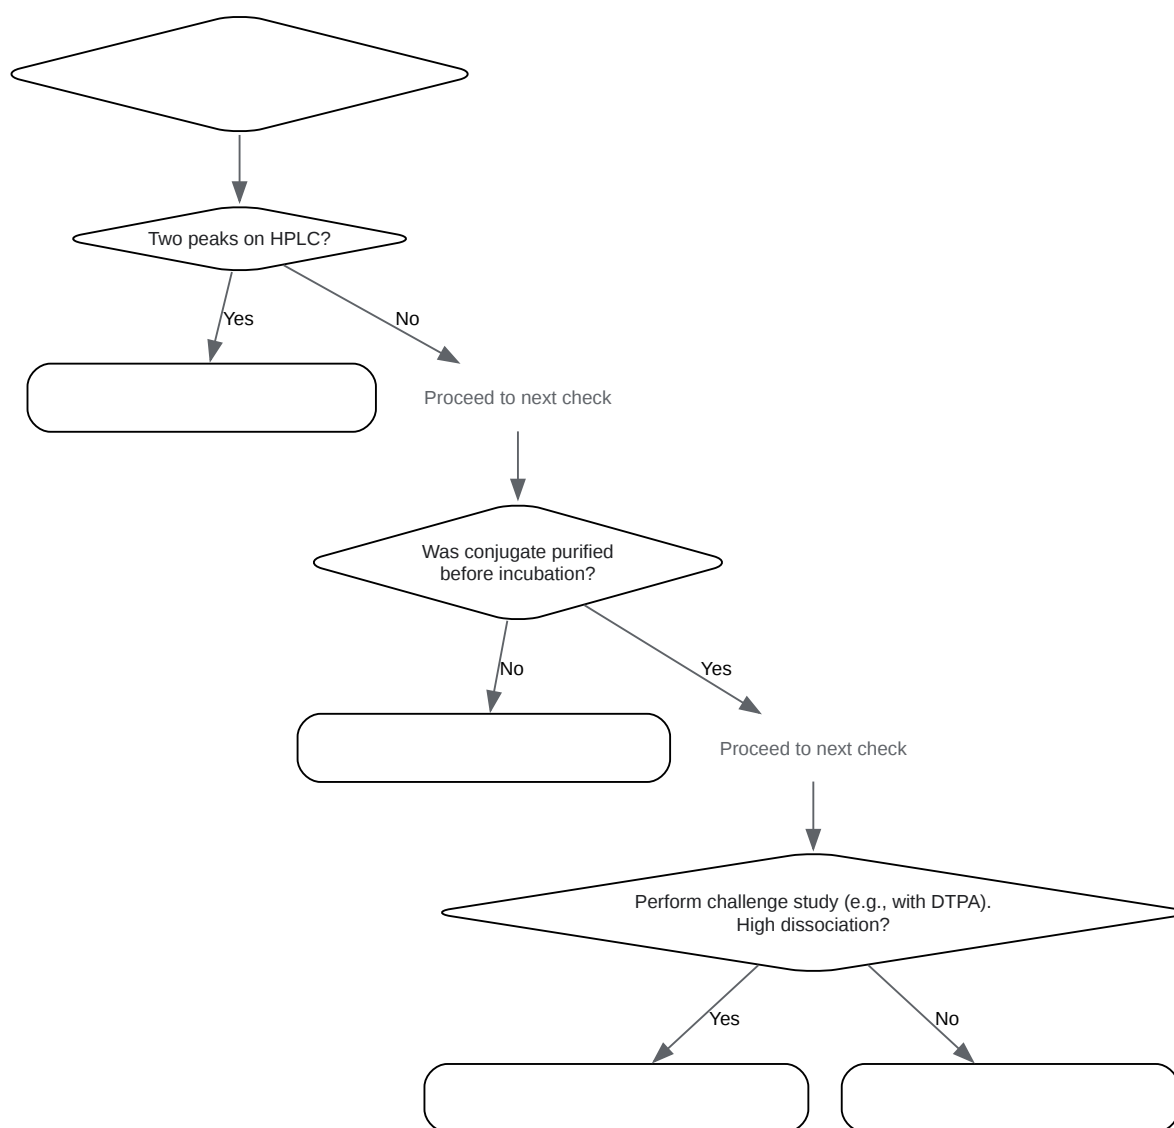 Two peaks on HPLC?
Yes
No
Proceed to next check
Was conjugate purified
before incubation?
No
Yes
Proceed to next check
Perform challenge study (e.g., with DTPA).
High dissociation?
Yes
No